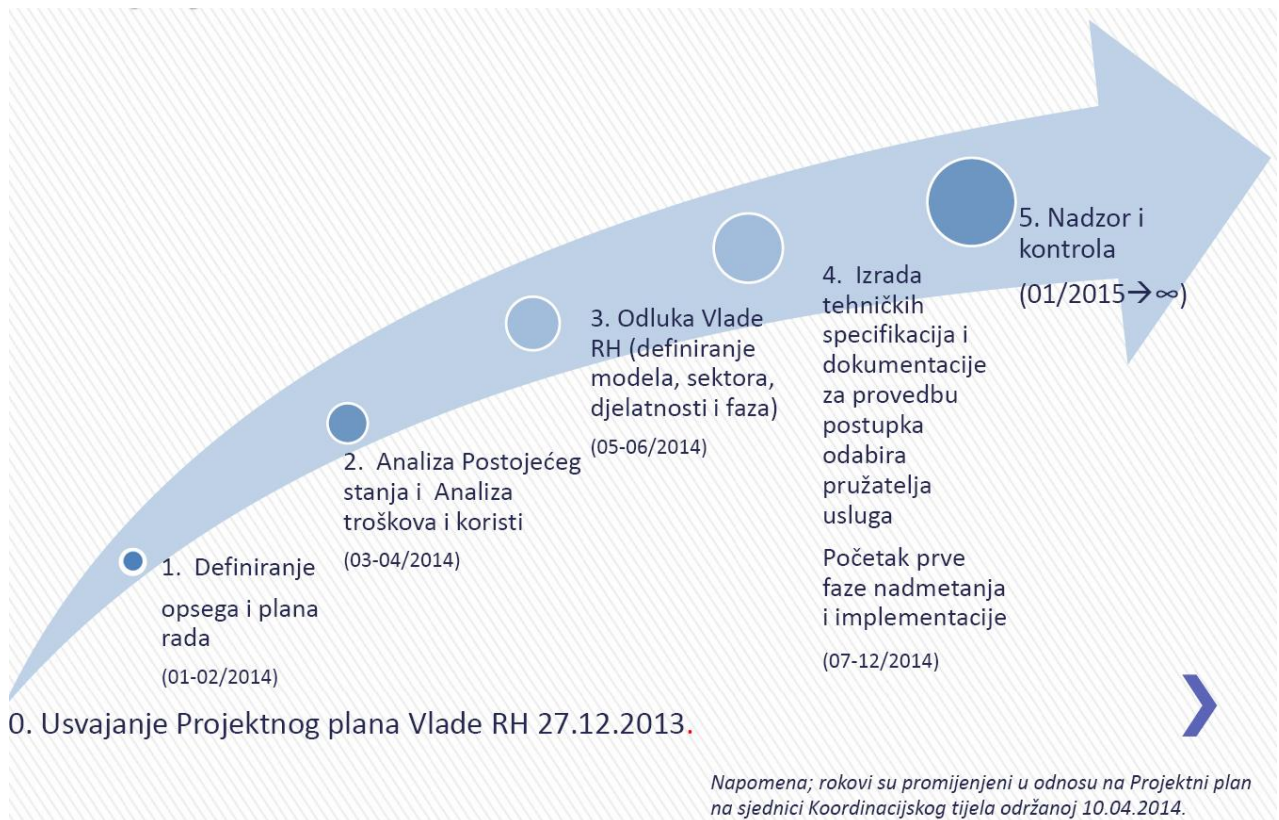 0. Usvajanje Projektnog plana Vlade RH 27.12.2013.
1. Definiranje
opsega i plana
rada
(01-02/2014)
2. Analiza Postojećeg
stanja i Analiza
troškova i koristi
(03-04/2014)
3. Odluka Vlade
RH (definiranje
modela, sektora,
djelatnosti i faza)
(05-06/2014)
4. Izrada
tehničkih
specifikacija i
dokumentacije
za provedbu
postupka
odabira
pružatelja
usluga
Početak prve
faze nadmetanja
i implementacije
(07-12/2014)
5. Nadzor i
kontrola
(01/2015→∞)
Napomena; rokovi su promijenjeni u odnosu na Projektni plan
na sjednici Koordinacijskog tijela održanoj 10.04.2014.